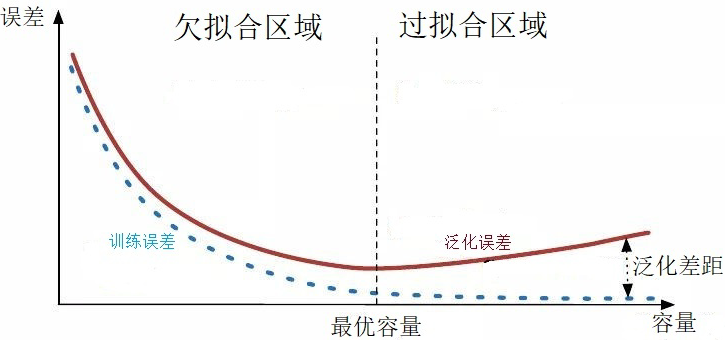 误差
欠拟合区域
过拟合区域
训练误差
泛化误差
泛化差距
最优容量
容量